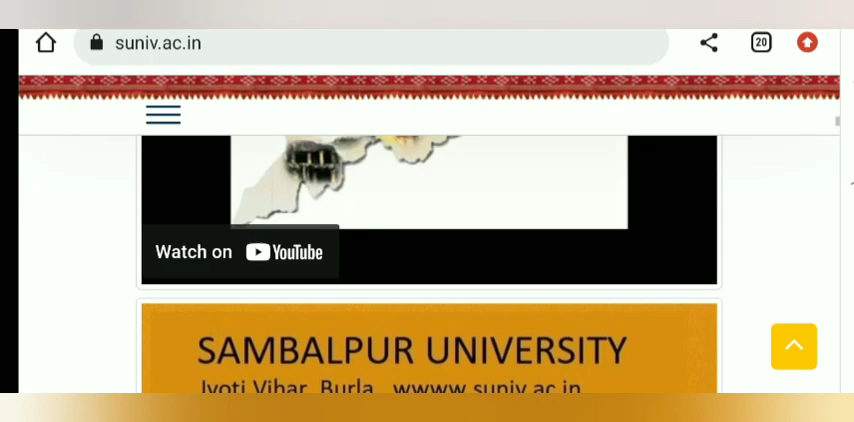 suniv.ac.in
20
Watch on YouTube
SAMBALPUR UNIVERSITY
Jyoti Vihar, Burla, wwww.suniv.ac.in